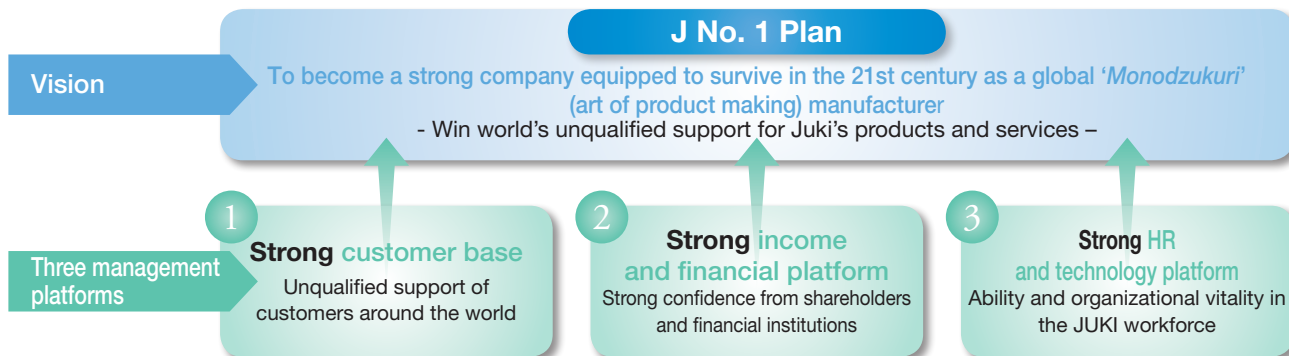 J No. 1 Plan
Vision
To become a strong company equipped to survive in the 21st century as a global ‘Monodzukuri’
(art of product making) manufacturer
- Win world’s unqualified support for Juki’s products and services –
Three management
platforms
1
Strong customer base
Unqualified support of
customers around the world
2
Strong income
and financial platform
Strong confidence from shareholders
and financial institutions
3
Strong HR
and technology platform
Ability and organizational vitality in
the JUKI workforce